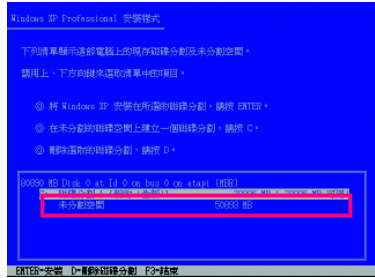 Windows XP Professional 安裝程式
下列清單顯示這部電腦上的現存磁碟分割及未分割空間。
請用上、下方向鍵來選取清單中的項目。
◎ 將 Windows XP 安裝在所選的磁碟分割，請按 ENTER。
◎ 在未分割的磁碟空間上建立一個磁碟分割，請按 C。
◎ 刪除選取的磁碟分割，請按 D。
80890 MB Disk 0 at Id 0 on bus 0 on atapi (MBR)
未分割空間 50893 MB
ENTER=安裝 D=刪除磁碟分割 F3=結束